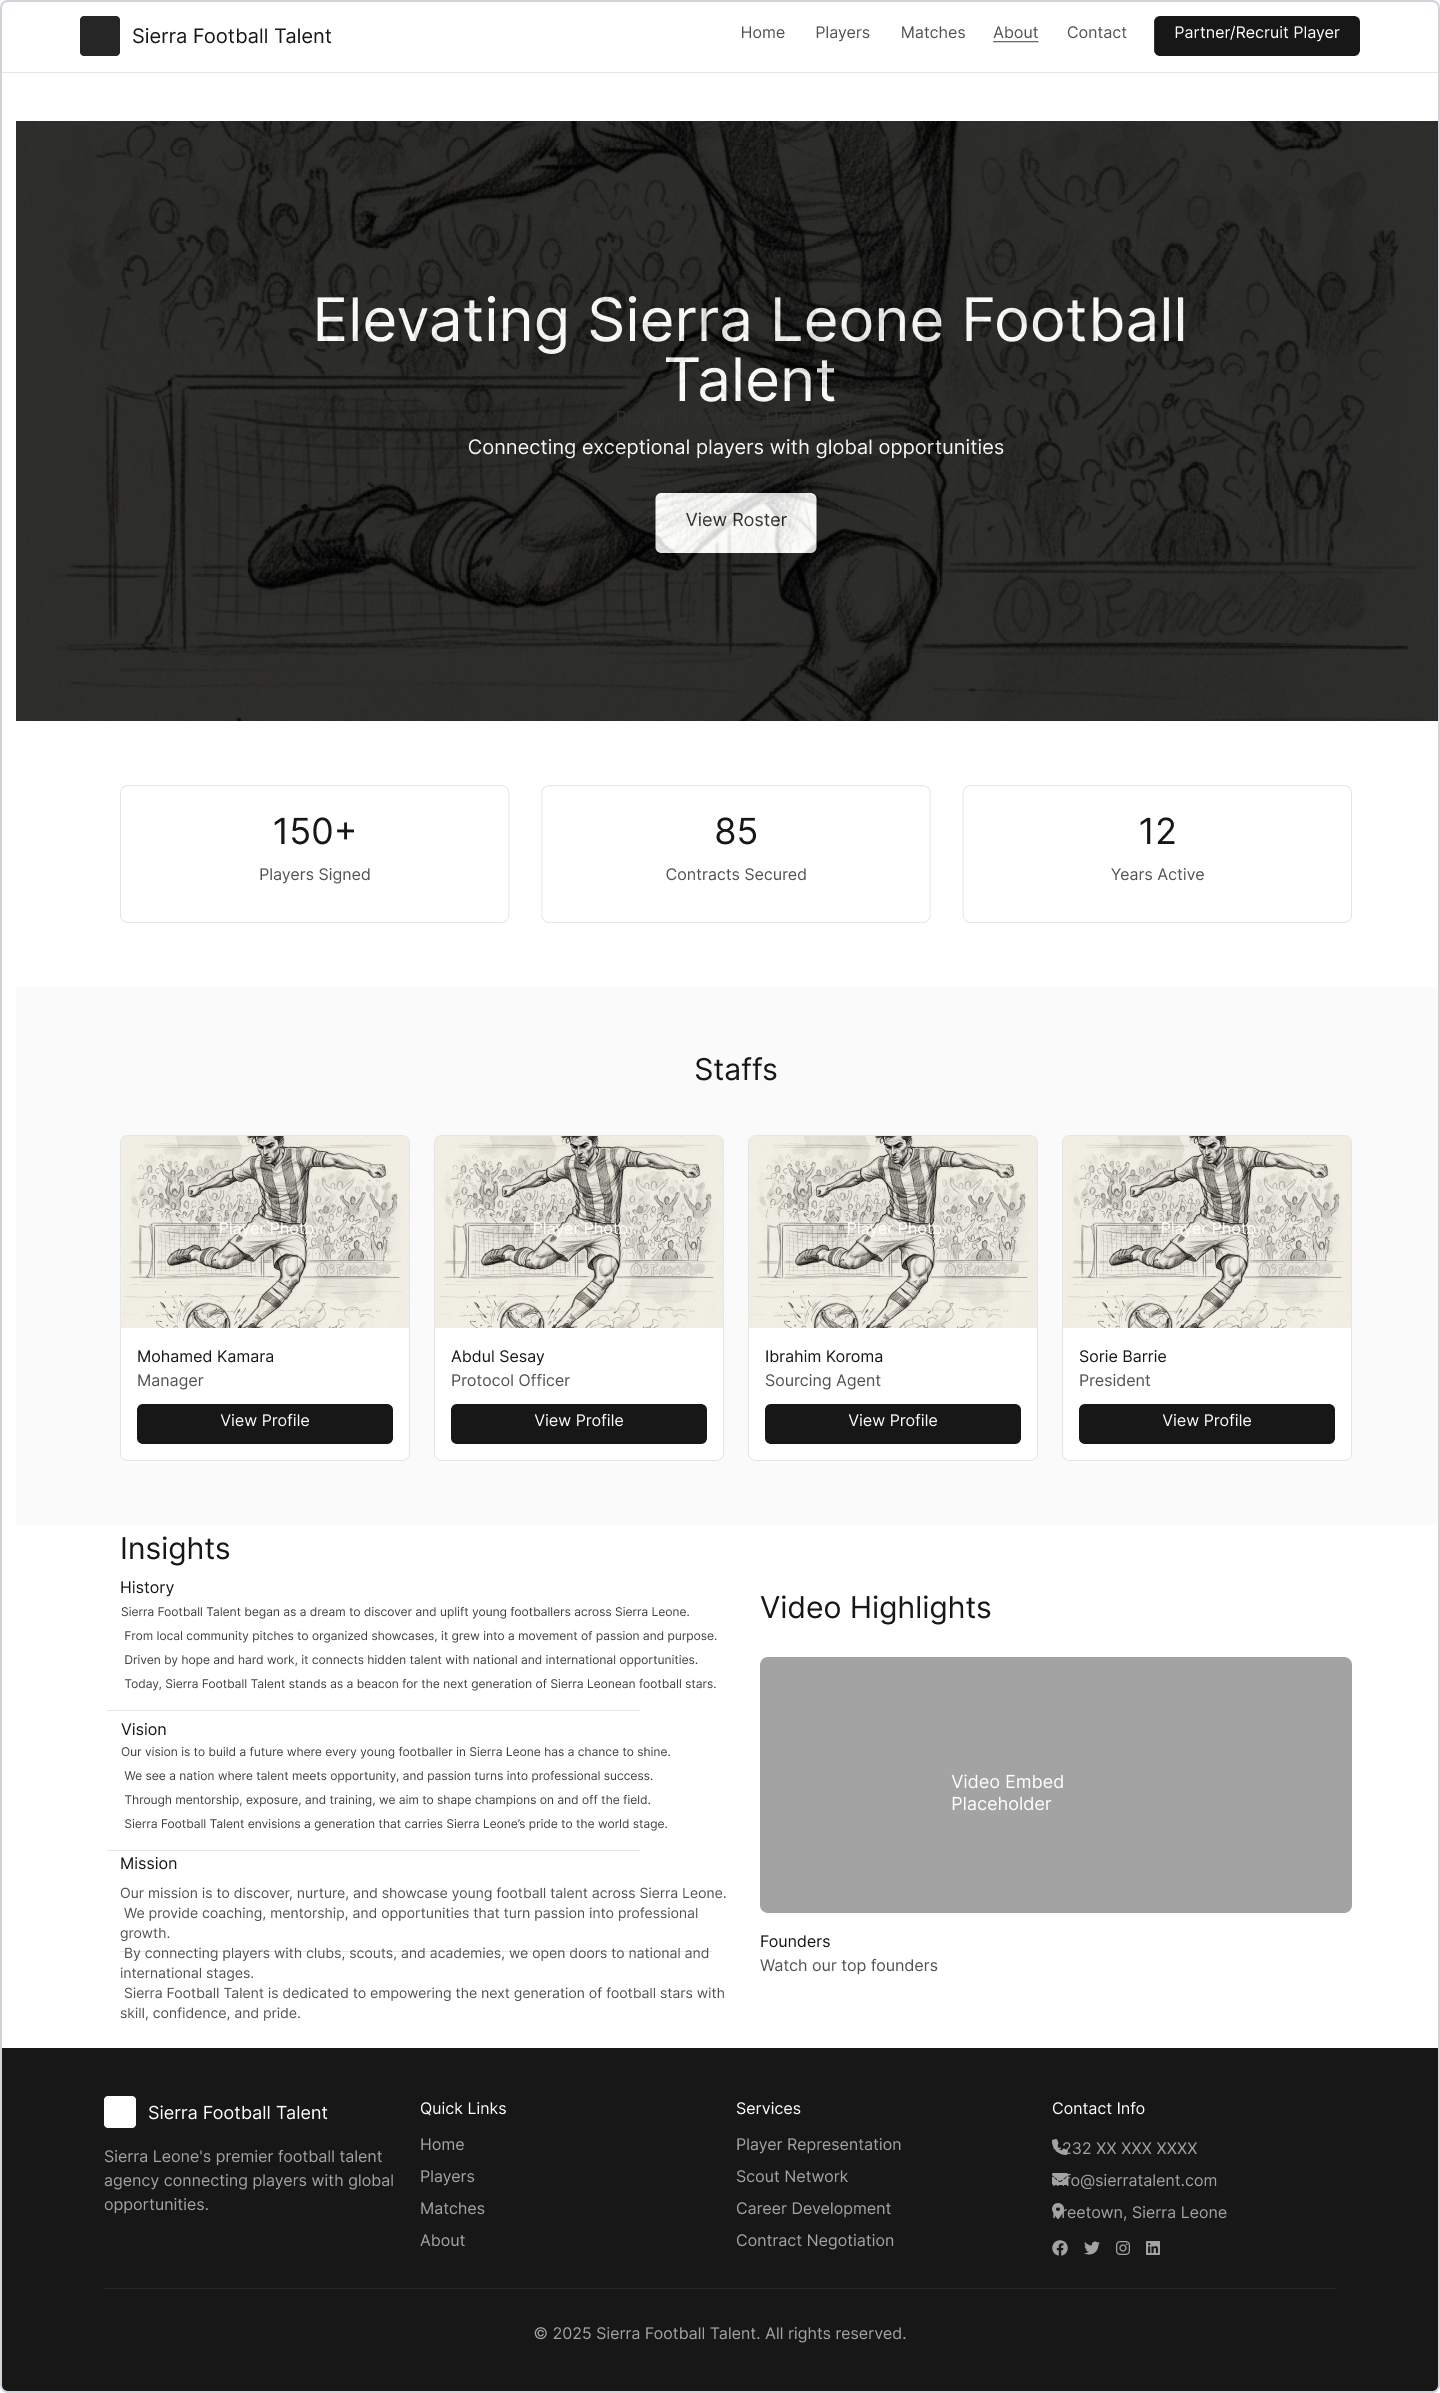 Sierra Football Talent
Home Players Matches About Contact Partner/Recruit Player
Elevating Sierra Leone Football
Talent
Connecting exceptional players with global opportunities
View Roster
150+
Players Signed
85
Contracts Secured
12
Years Active
Staffs
Player Photo
Mohamed Kamara
Manager
View Profile
Player Photo
Abdul Sesay
Protocol Officer
View Profile
Player Photo
Ibrahim Koroma
Sourcing Agent
View Profile
Player Photo
Sorie Barrie
President
View Profile
Insights
History
Sierra Football Talent began as a dream to discover and uplift young footballers across Sierra Leone.
From local community pitches to organized showcases, it grew into a movement of passion and purpose.
Driven by hope and hard work, it connects hidden talent with national and international opportunities.
Today, Sierra Football Talent stands as a beacon for the next generation of Sierra Leonean football stars.
Vision
Our vision is to build a future where every young footballer in Sierra Leone has a chance to shine.
We see a nation where talent meets opportunity, and passion turns into professional success.
Through mentorship, exposure, and training, we aim to shape champions on and off the field.
Sierra Football Talent envisions a generation that carries Sierra Leone’s pride to the world stage.
Mission
Our mission is to discover, nurture, and showcase young football talent across Sierra Leone.
We provide coaching, mentorship, and opportunities that turn passion into professional
growth.
By connecting players with clubs, scouts, and academies, we open doors to national and
international stages.
Sierra Football Talent is dedicated to empowering the next generation of football stars with
skill, confidence, and pride.
Video Highlights
Video Embed
Placeholder
Founders
Watch our top founders
Sierra Football Talent
Sierra Leone's premier football talent
agency connecting players with global
opportunities.
Quick Links
Home
Players
Matches
About
Services
Player Representation
Scout Network
Career Development
Contract Negotiation
Contact Info
232 XX XXX XXXX
info@sierratalent.com
Freetown, Sierra Leone
© 2025 Sierra Football Talent. All rights reserved.